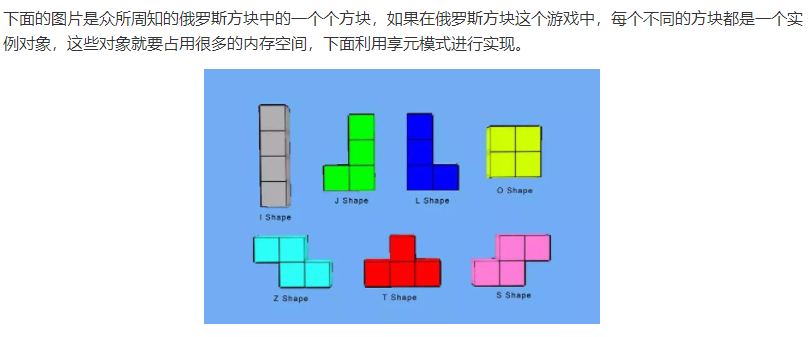 下面的图片是众所周知的俄罗斯方块中的一个个方块，如果在俄罗斯方块这个游戏中，每个不同的方块都是一个实
例对象，这些对象就要占用很多的内存空间，下面利用享元模式进行实现。
I Shape
J Shape
L Shape
O Shape
Z Shape
T Shape
S Shape